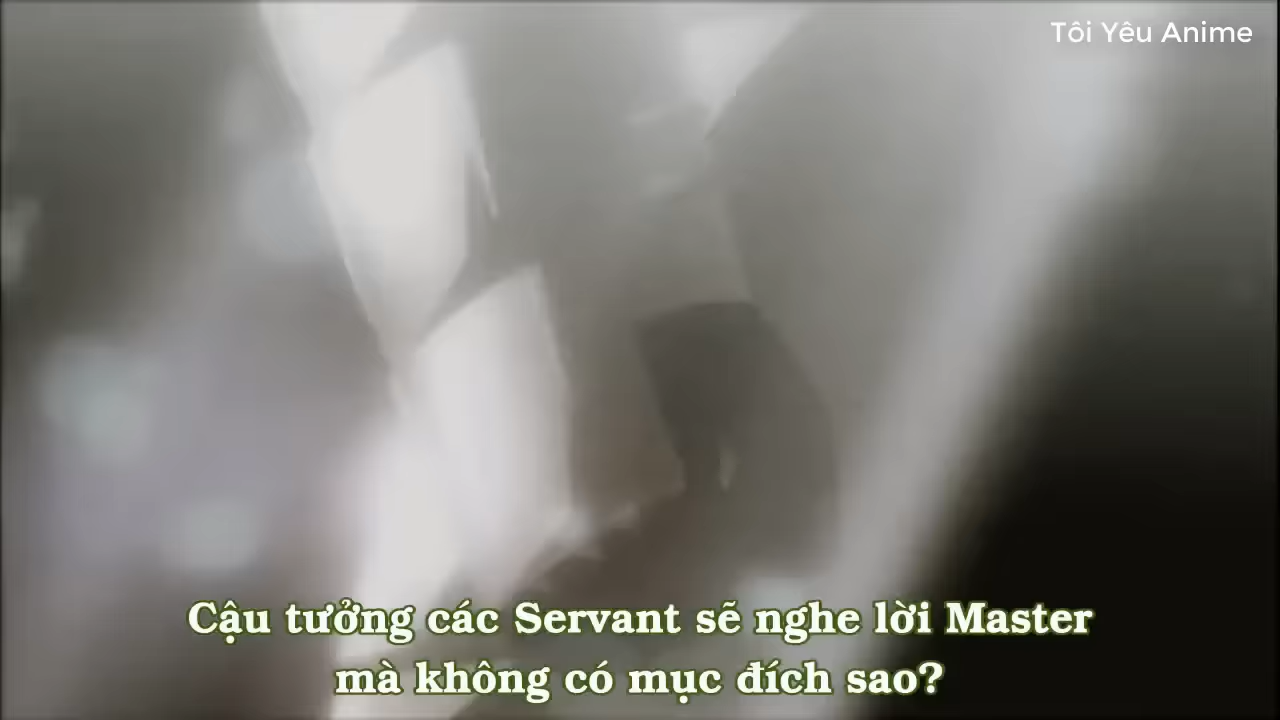 Tôi Yêu Anime
Cậu tưởng các Servant sẽ nghe lời Master
mà không có mục đích sao?